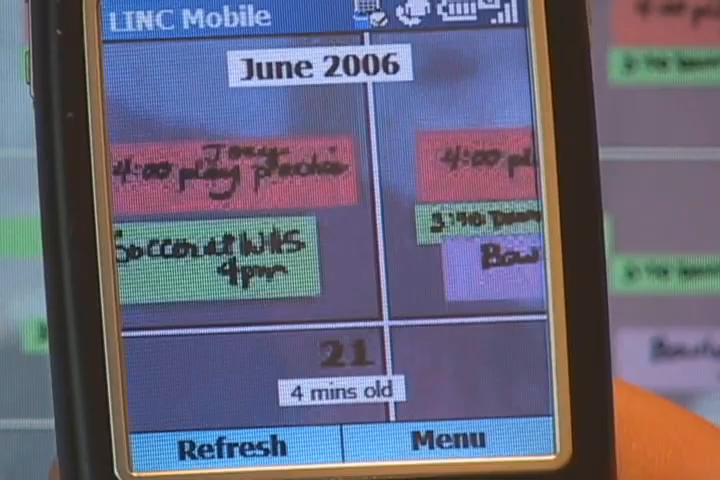 LINC Mobile
June 2006
4:00 play practice
4:00 pl
Soccer at WHS
4pm
3:
Bow
21
4 mins old
Refresh
Menu